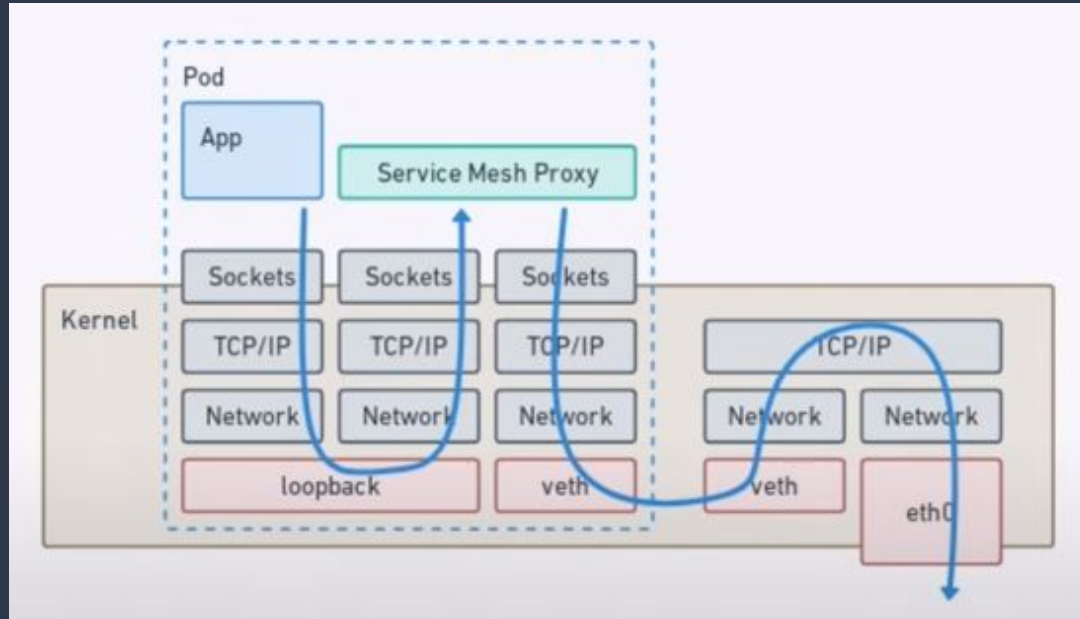 Pod
App
Service Mesh Proxy
Sockets Sockets Sockets
Kernel
TCP/IP TCP/IP TCP/IP TCP/IP
Network Network Network Network Network
loopback veth veth
eth0